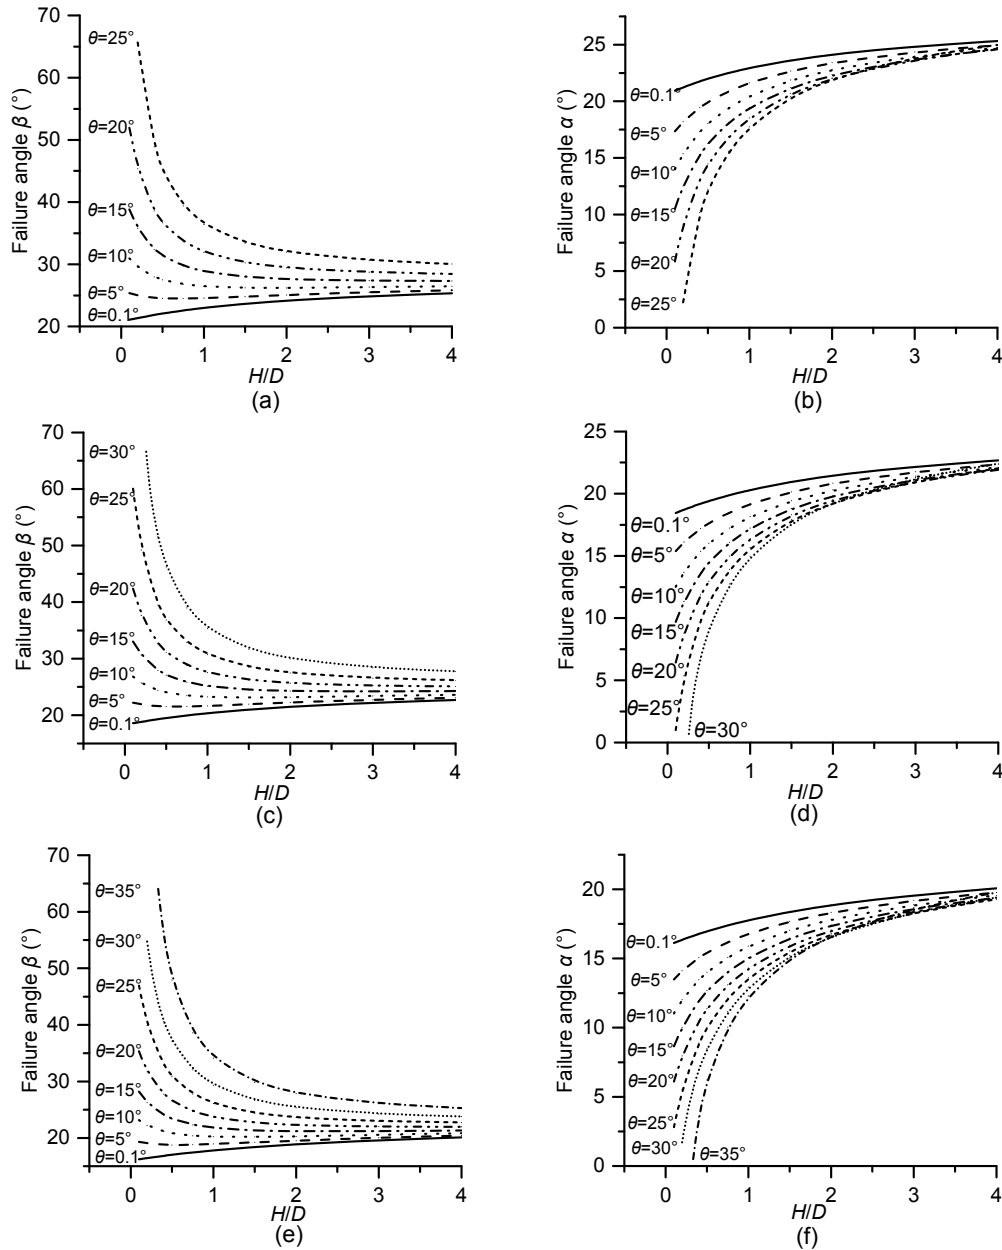 Failure angle β (°)
70
60
50
40
30
20
θ=25°
θ=20°
θ=15°
θ=10°
θ=5°
θ=0.1°
0 1 2 3 4
H/D
(a)
Failure angle α (°)
25
20
15
10
5
0
θ=0.1°
θ=5°
θ=10°
θ=15°
θ=20°
θ=25°
0 1 2 3 4
H/D
(b)
Failure angle β (°)
70
60
50
40
30
20
θ=30°
θ=25°
θ=20°
θ=15°
θ=10°
θ=5°
θ=0.1°
0 1 2 3 4
H/D
(c)
Failure angle α (°)
25
20
15
10
5
0
θ=0.1°
θ=5°
θ=10°
θ=15°
θ=20°
θ=25°
θ=30°
0 1 2 3 4
H/D
(d)
Failure angle β (°)
70
60
50
40
30
20
θ=35°
θ=30°
θ=25°
θ=20°
θ=15°
θ=10°
θ=5°
θ=0.1°
0 1 2 3 4
H/D
(e)
Failure angle α (°)
20
15
10
5
0
θ=0.1°
θ=5°
θ=10°
θ=15°
θ=20°
θ=25°
θ=30°
θ=35°
0 1 2 3 4
H/D
(f)